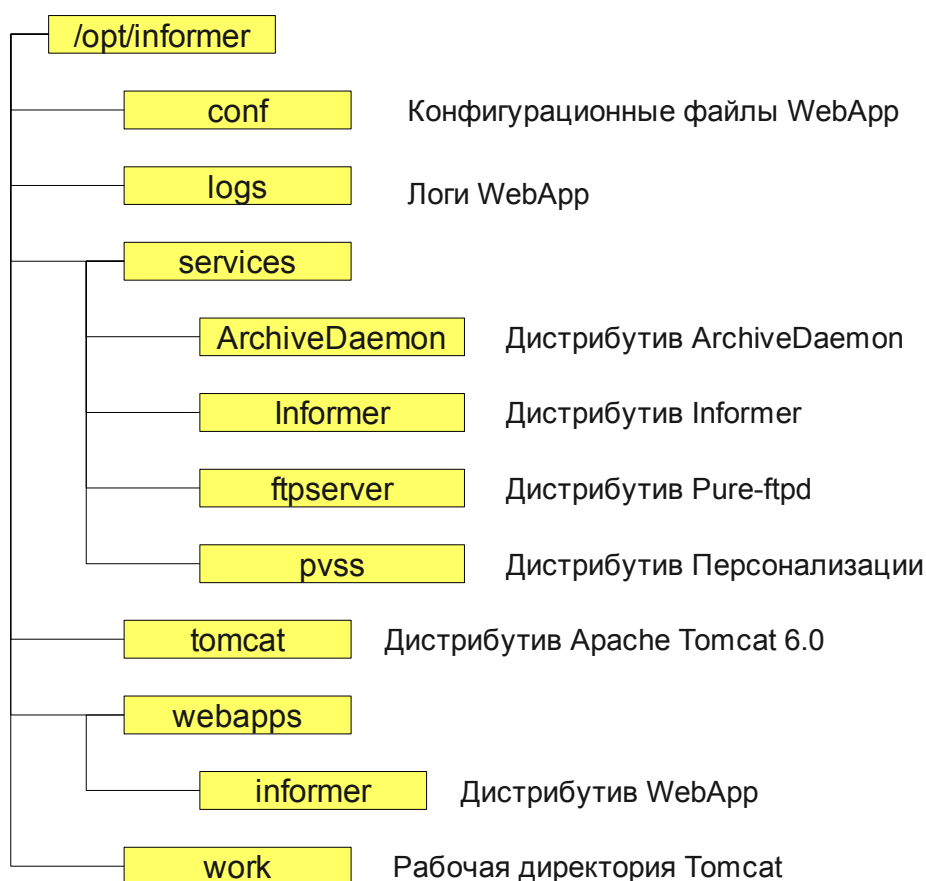 /opt/informer
conf Конфигурационные файлы WebApp
logs Логи WebApp
services
ArchiveDaemon Дистрибутив ArchiveDaemon
Informer Дистрибутив Informer
ftpserver Дистрибутив Pure-ftpd
pvss Дистрибутив Персонализации
tomcat Дистрибутив Apache Tomcat 6.0
webapps
informer Дистрибутив WebApp
work Рабочая директория Tomcat